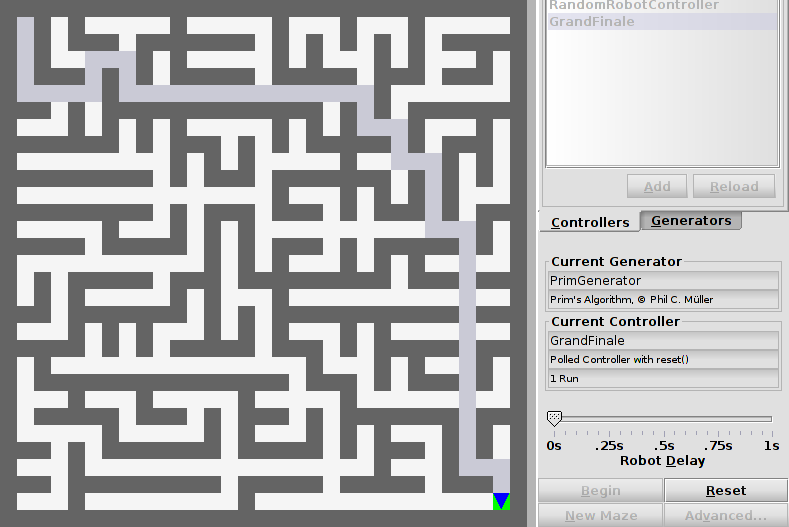 RandomRobotController
GrandFinale
Add
Reload
Controllers
Generators
Current Generator
PrimGenerator
Prim's Algorithm, © Phil C. Müller
Current Controller
GrandFinale
Polled Controller with reset()
1 Run
0s .25s .5s .75s 1s
Robot Delay
Begin
Reset
New Maze
Advanced...